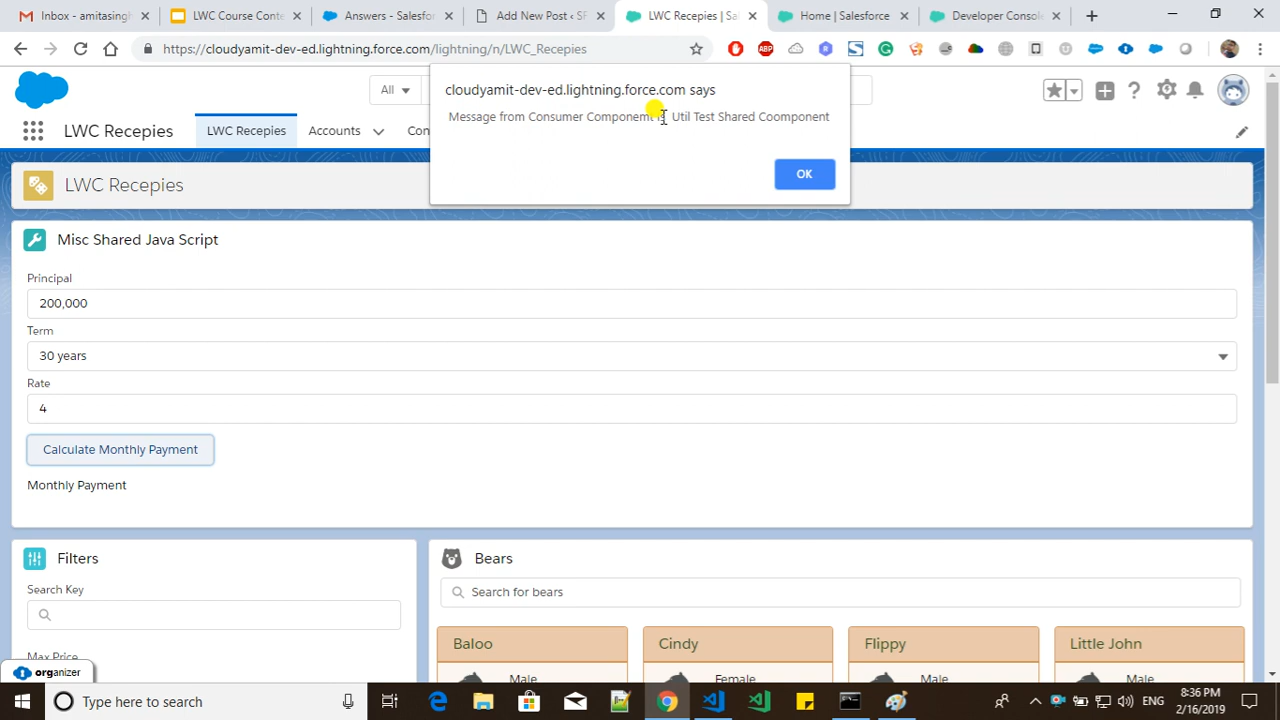 Inbox - amitasingh
LWC Course Conte
Answers - Salesfor
Add New Post ‹ SF
LWC Recepies | Sal
Home | Salesforce
Developer Console
https://cloudyamit-dev-ed.lightning.force.com/lightning/n/LWC_Recepies
ABP
All
cloudyamit-dev-ed.lightning.force.com says
Message from Consumer Componemt is Util Test Shared Coomponent
OK
LWC Recepies
LWC Recepies
Accounts
Con
LWC Recepies
Misc Shared Java Script
Principal
200,000
Term
30 years
Rate
4
Calculate Monthly Payment
Monthly Payment
Filters
Search Key
Max Price
Bears
Search for bears
Baloo
Cindy
Flippy
Little John
Male
Female
Male
Male
organizer
Type here to search
ENG
8:36 PM
2/16/2019